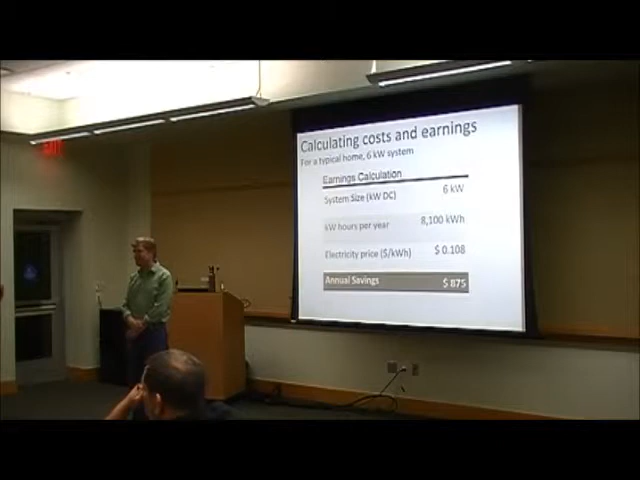 EXIT
Calculating costs and earnings
For a typical home, 6 kW system
Earnings Calculation
System Size (kW DC) 6 kW
kW hours per year 8,100 kWh
Electricity price ($/kWh) $ 0.108
Annual Savings $ 875